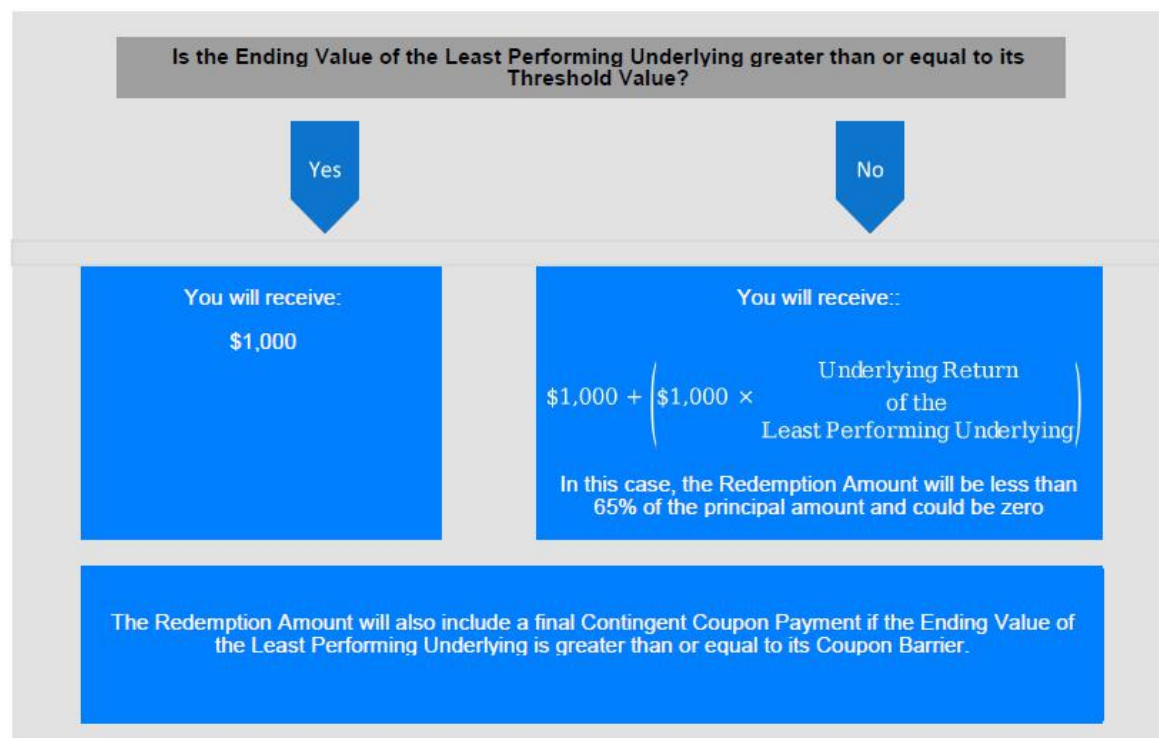 Is the Ending Value of the Least Performing Underlying greater than or equal to its
Threshold Value?
Yes
No
You will receive:
$1,000
You will receive::
$1,000 + ($1,000 × Underlying Return
of the
Least Performing Underlying)
In this case, the Redemption Amount will be less than
65% of the principal amount and could be zero
The Redemption Amount will also include a final Contingent Coupon Payment if the Ending Value of
the Least Performing Underlying is greater than or equal to its Coupon Barrier.